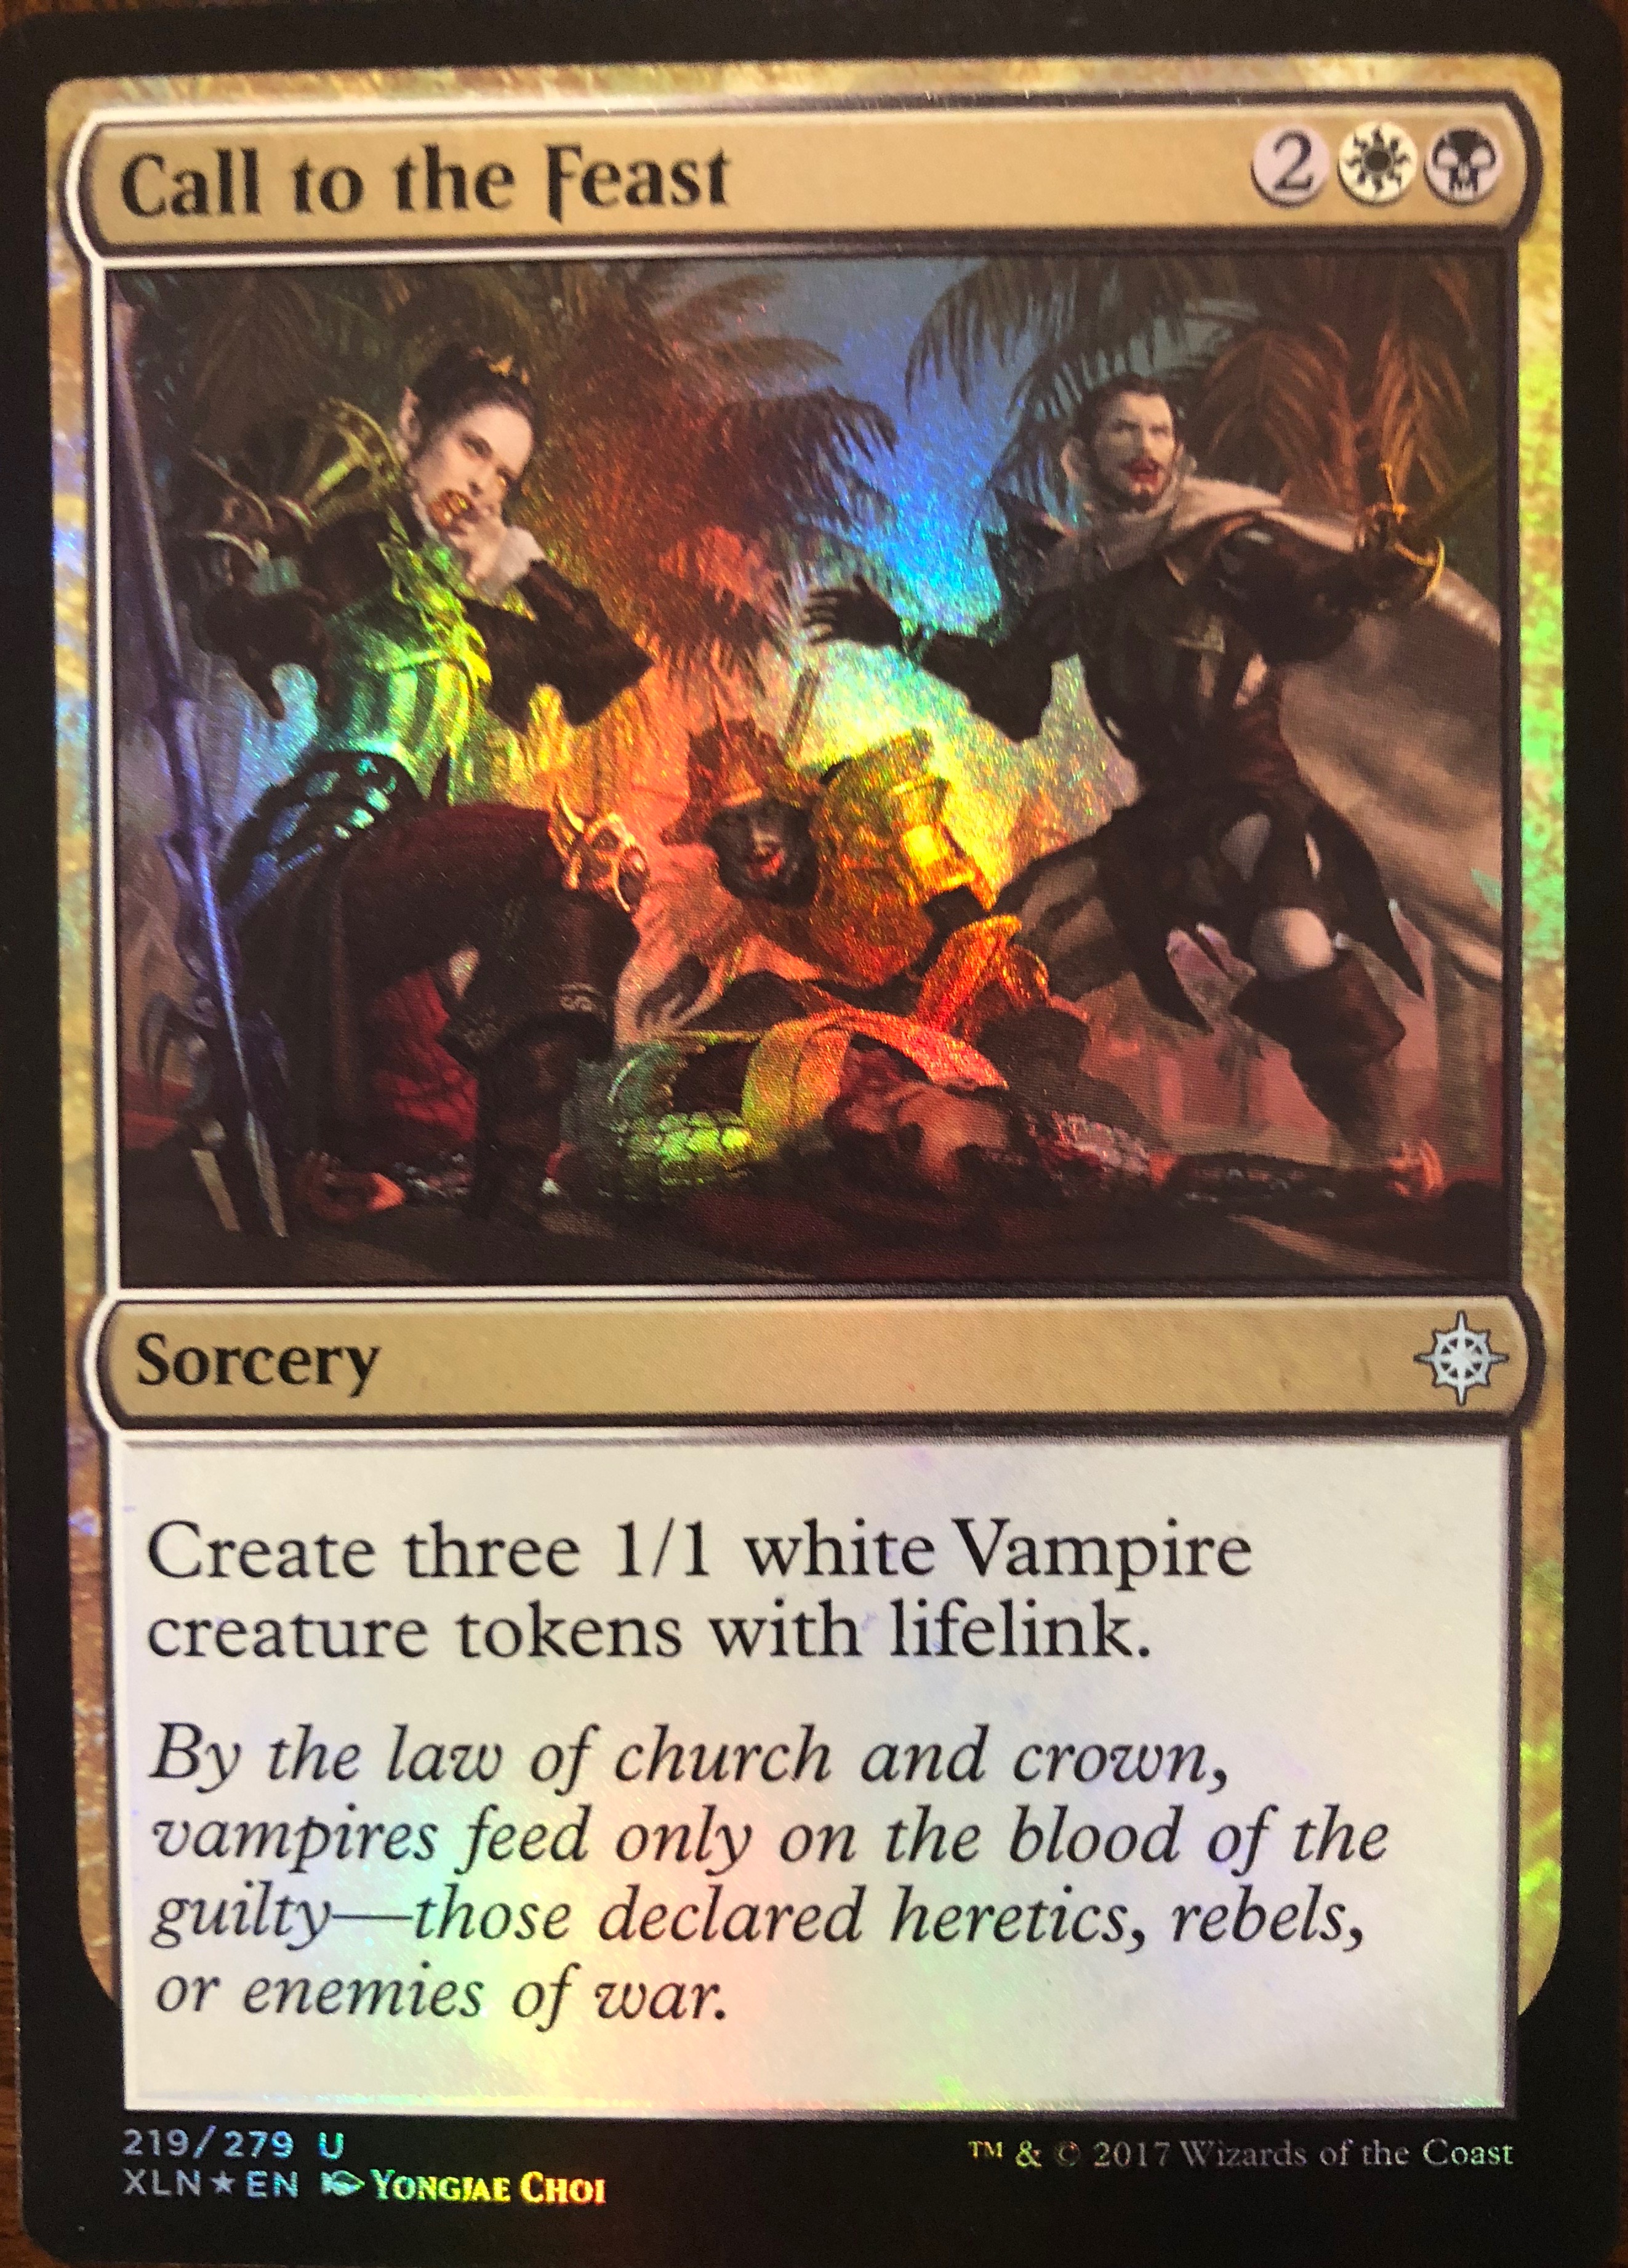 Call to the Feast 2
Sorcery
Create three 1/1 white Vampire
creature tokens with lifelink.
By the law of church and crown,
vampires feed only on the blood of the
guilty—those declared heretics, rebels,
or enemies of war.
219/279 U
XLN★EN YONGJAE CHOI
™ & © 2017 Wizards of the Coast